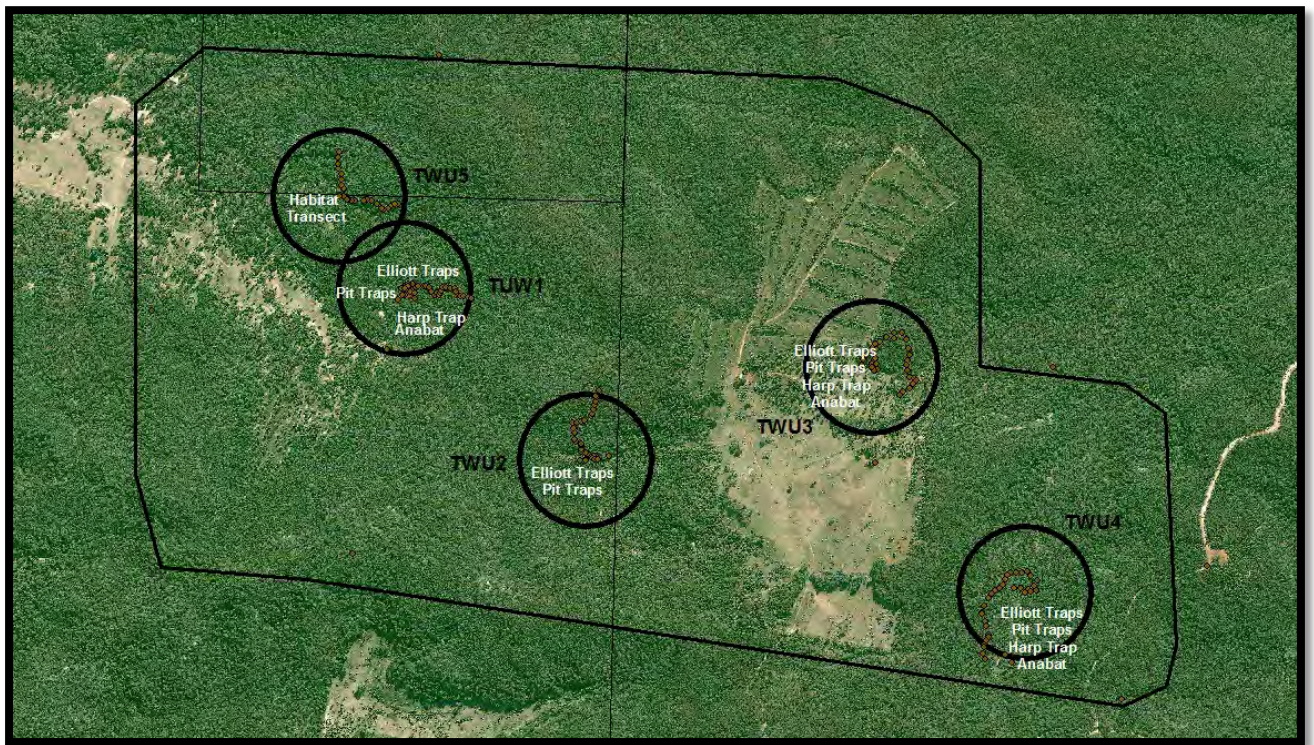 TWU5
Habitat
Transect
Elliott Traps
TUW1
Pit Traps
Harp Trap
Anabat
Elliott Traps
Pit Traps
Harp Trap
Anabat
TWU3
TWU2
Elliott Traps
Pit Traps
TWU4
Elliott Traps
Pit Traps
Harp Trap
Anabat